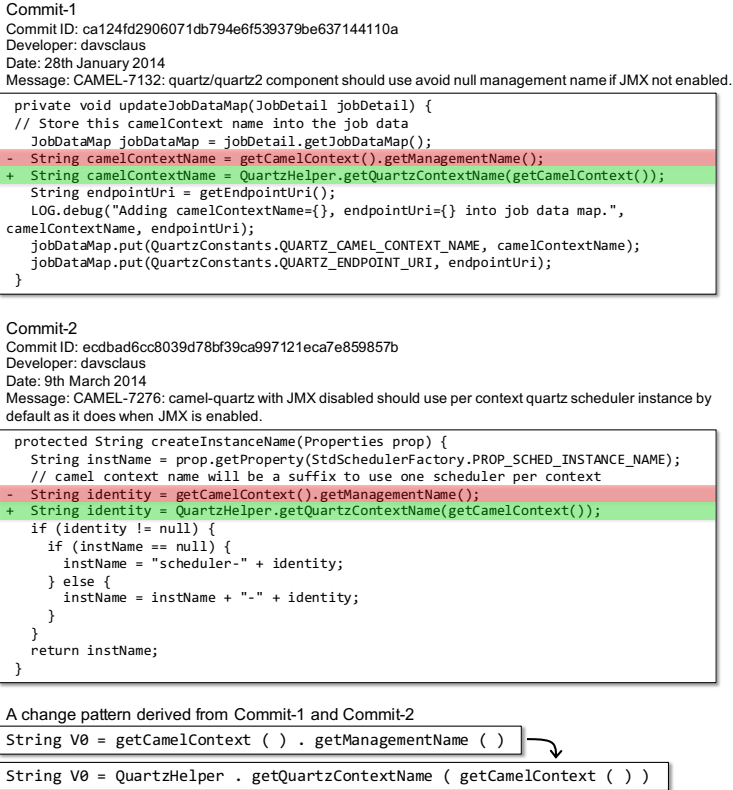 Commit-1
Commit ID: ca124fd2906071db794e6f539379be637144110a
Developer: davsclaus
Date: 28th January 2014
Message: CAMEL-7132: quartz/quartz2 component should use avoid null management name if JMX not enabled.
private void updateJobDataMap(JobDetail jobDetail) {
// Store this camelContext name into the job data
JobDataMap jobDataMap = jobDetail.getJobDataMap();
- String camelContextName = getCamelContext().getManagementName();
+ String camelContextName = QuartzHelper.getQuartzContextName(getCamelContext());
String endpointUri = getEndpointUri();
LOG.debug("Adding camelContextName={}, endpointUri={} into job data map.",
camelContextName, endpointUri);
jobDataMap.put(QuartzConstants.QUARTZ_CAMEL_CONTEXT_NAME, camelContextName);
jobDataMap.put(QuartzConstants.QUARTZ_ENDPOINT_URI, endpointUri);
}
Commit-2
Commit ID: ecdbad6cc8039d78bf39ca997121eca7e859857b
Developer: davsclaus
Date: 9th March 2014
Message: CAMEL-7276: camel-quartz with JMX disabled should use per context quartz scheduler instance by
default as it does when JMX is enabled.
protected String createInstanceName(Properties prop) {
String instName = prop.getProperty(StdSchedulerFactory.PROP_SCHED_INSTANCE_NAME);
// camel context name will be a suffix to use one scheduler per context
- String identity = getCamelContext().getManagementName();
+ String identity = QuartzHelper.getQuartzContextName(getCamelContext());
if (identity != null) {
if (instName == null) {
instName = "scheduler-" + identity;
} else {
instName = instName + "-" + identity;
}
}
return instName;
}
A change pattern derived from Commit-1 and Commit-2
String V0 = getCamelContext ( ) . getManagementName ( )
String V0 = QuartzHelper . getQuartzContextName ( getCamelContext ( ) )